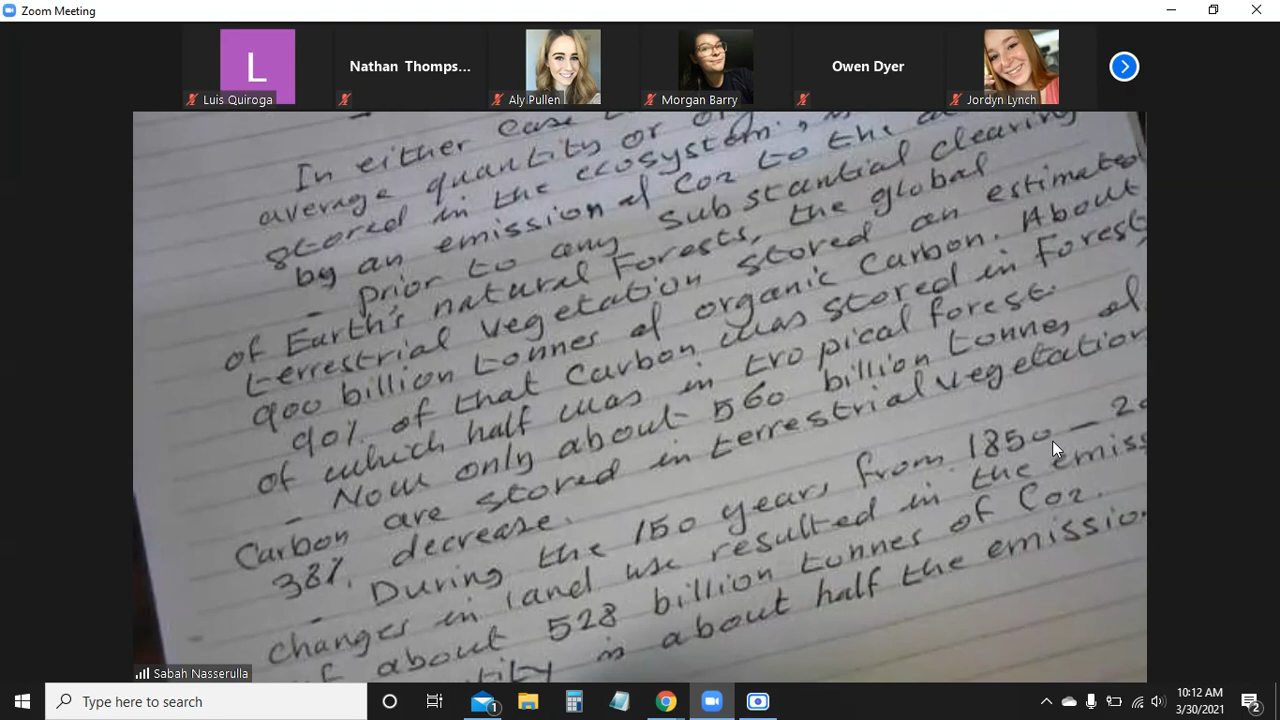 Zoom Meeting
L
Luis Quiroga
Nathan Thomps...
Aly Pullen
Morgan Barry
Owen Dyer
Jordyn Lynch
In either case
average quantity or
stored in the ecosystem,
by an emission of Co2 to the
- Prior to any substantial clearing
of Earth's natural Forests, the global
terrestrial vegetation stored an estimated
900 billion tonnes of organic Carbon. About
90% of that Carbon was stored in Forest,
of which half was in tropical forest.
- Now only about 560 billion tonnes of
Carbon are stored in terrestrial vegetation
38% decrease.
- During the 150 years from 1850 - 20
changes in land use resulted in the emiss
of about 528 billion tonnes of Co2.
is about half the emission
Sabah Nasserulla
Type here to search
1
10:12 AM
3/30/2021
2